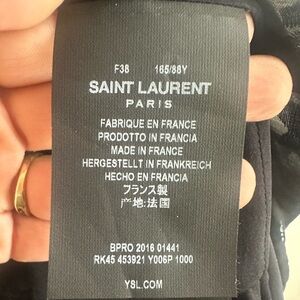 F38 165/88Y
SAINT LAURENT
PARIS
FABRIQUE EN FRANCE
PRODOTTO IN FRANCIA
MADE IN FRANCE
HERGESTELLT IN FRANKREICH
HECHO EN FRANCIA
フランス製
地:法国
BPRO 2016 01441
RK45 453921 Y006P 1000
YSL.COM